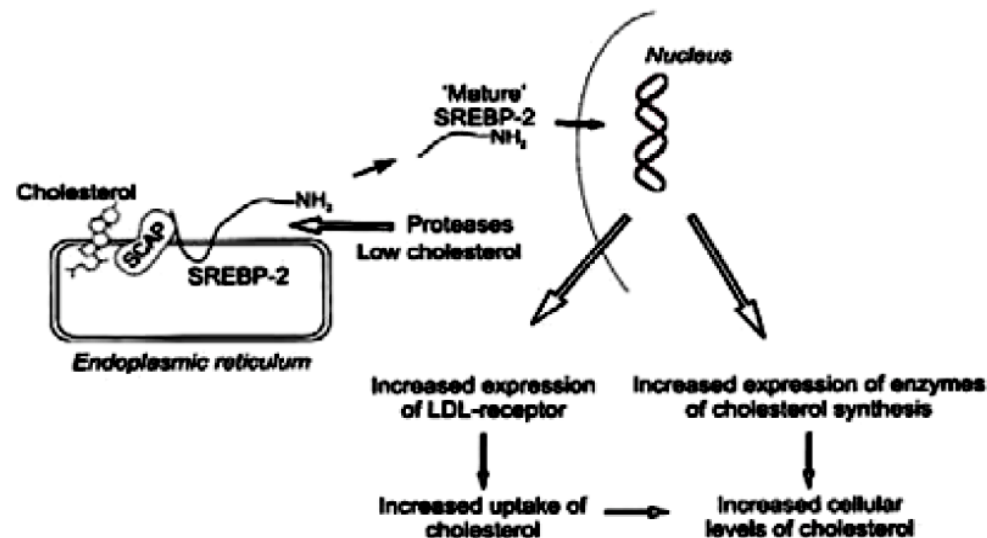 Nucleus
'Mature'
SREBP-2
NH₂
Cholesterol
NH₂
SCAP
Proteases
Low cholesterol
SREBP-2
Endoplasmic reticulum
Increased expression
of LDL-receptor
Increased expression of enzymes
of cholesterol synthesis
Increased uptake of
cholesterol
Increased cellular
levels of cholesterol